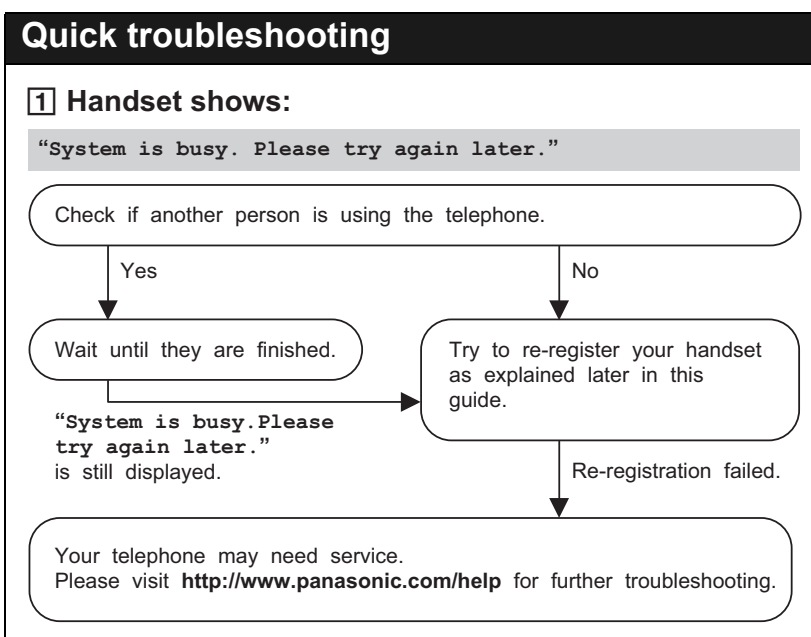 Quick troubleshooting
1 Handset shows:
“System is busy. Please try again later.”
Check if another person is using the telephone.
Yes
No
Wait until they are finished.
Try to re-register your handset
as explained later in this
guide.
“System is busy.Please
try again later.”
is still displayed.
Re-registration failed.
Your telephone may need service.
Please visit http://www.panasonic.com/help for further troubleshooting.